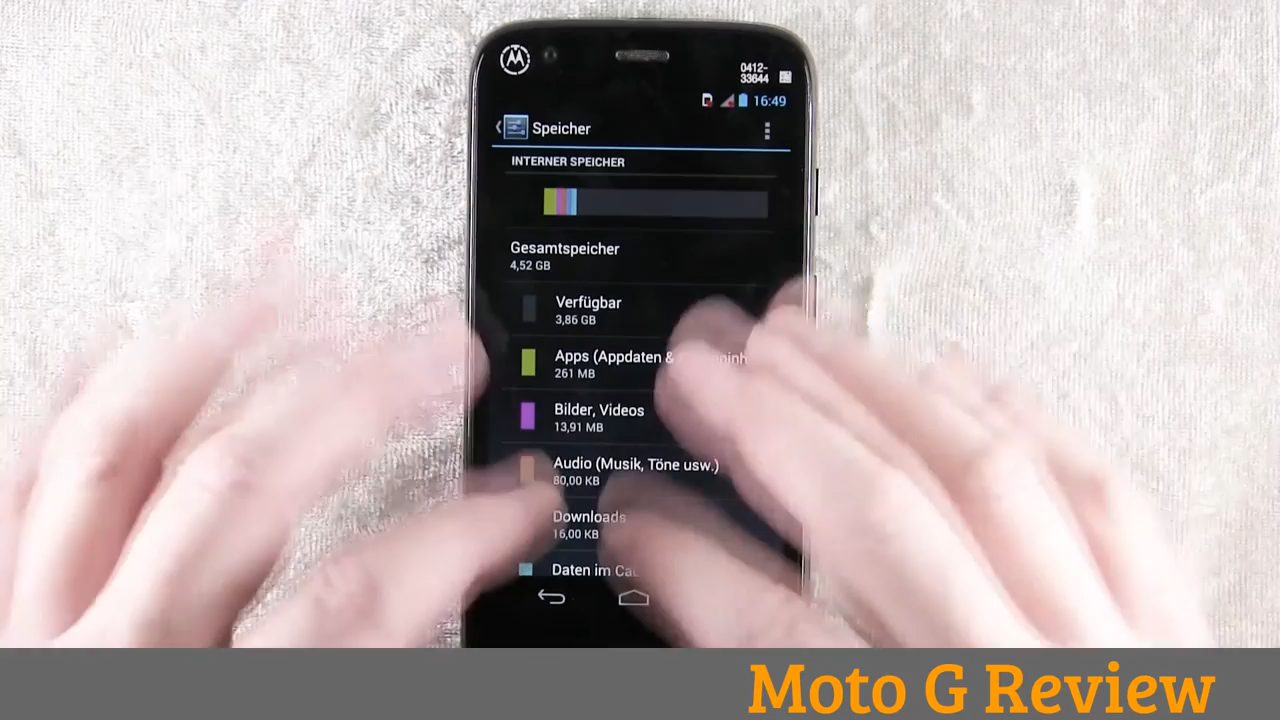 0412-
33644
16:49
Speicher
INTERNER SPEICHER
Gesamtspeicher
4,52 GB
Verfügbar
3,86 GB
Apps (Appdaten &
261 MB
Bilder, Videos
13,91 MB
Audio (Musik, Töne usw.)
80,00 KB
Downloads
16,00 KB
Daten im Ca
Moto G Review